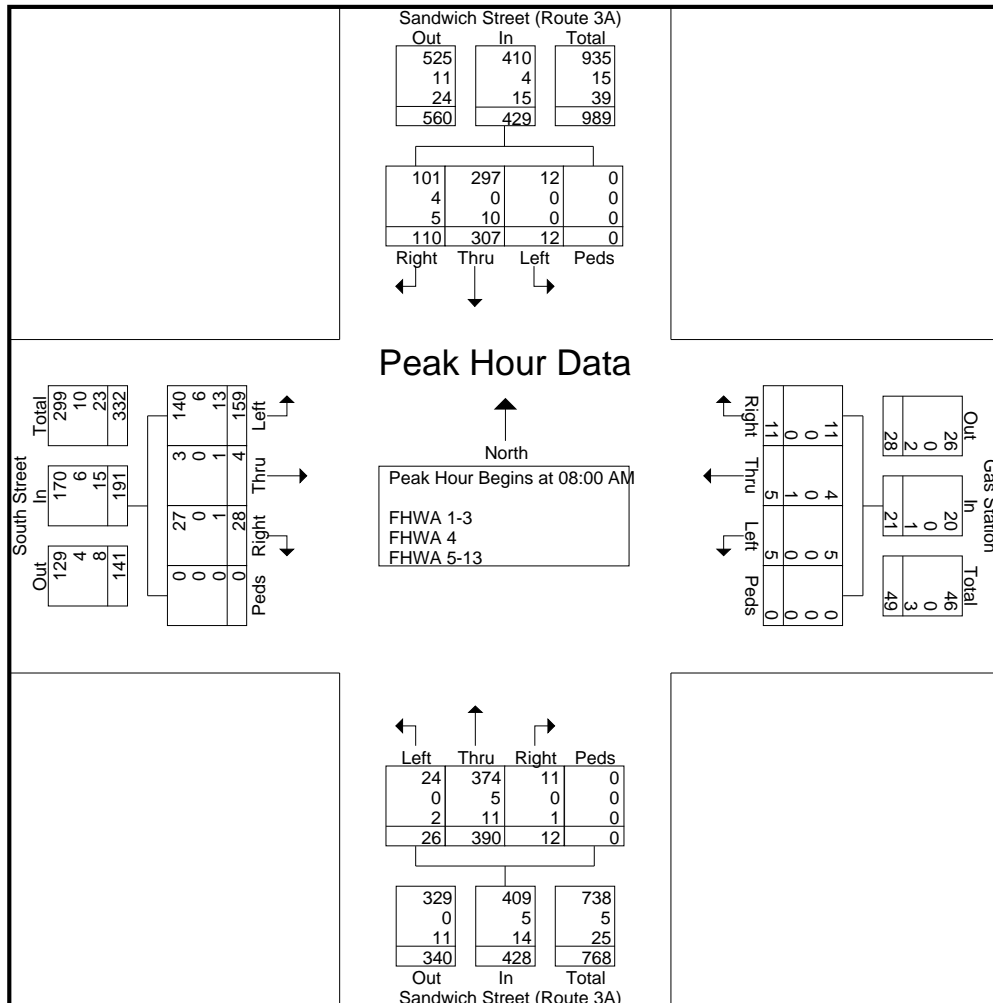 Sandwich Street (Route 3A)
Out In Total
525 410 935
11 4 15
24 15 39
560 429 989
101 297 12 0
4 0 0 0
5 10 0 0
110 307 12 0
Right Thru Left Peds
Peak Hour Data
North
Peak Hour Begins at 08:00 AM
FHWA 1-3
FHWA 4
FHWA 5-13
South Street
Out In Total
129 170 299
4 6 10
8 15 23
141 191 332
0 27 3 140
0 0 0 6
0 1 1 13
0 28 4 159
Peds Right Thru Left
Gas Station
Out In Total
26 20 46
0 0 0
2 1 3
28 21 49
11 4 5 0
0 0 0 0
0 1 0 0
11 5 5 0
Right Thru Left Peds
Left Thru Right Peds
24 374 11 0
0 5 0 0
2 11 1 0
26 390 12 0
329 409 738
0 5 5
11 14 25
340 428 768
Out In Total
Sandwich Street (Route 3A)